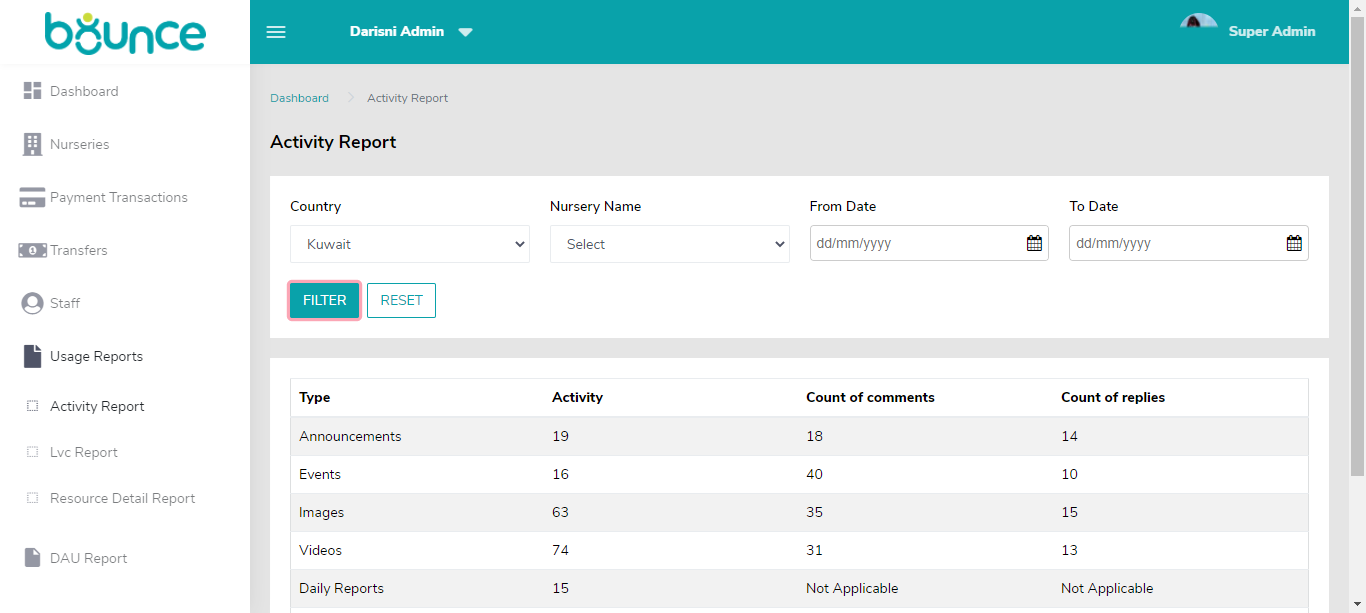 bounce
Darisni Admin
Super Admin
Dashboard
Nurseries
Payment Transactions
Transfers
Staff
Usage Reports
Activity Report
Lvc Report
Resource Detail Report
DAU Report
Dashboard Activity Report
Activity Report
Country Nursery Name From Date To Date
Kuwait Select dd/mm/yyyy dd/mm/yyyy
FILTER RESET
Type Activity Count of comments Count of replies
Announcements 19 18 14
Events 16 40 10
Images 63 35 15
Videos 74 31 13
Daily Reports 15 Not Applicable Not Applicable